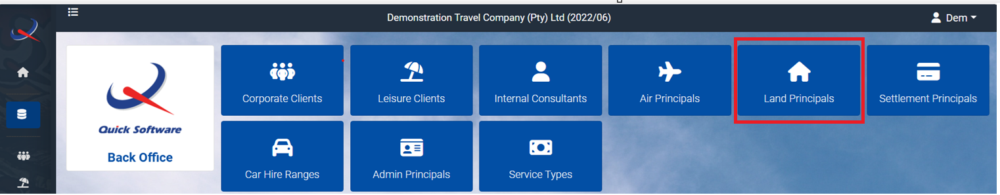 Demonstration Travel Company (Pty) Ltd (2022/06)
Dem
Quick Software
Back Office
Corporate Clients
Leisure Clients
Internal Consultants
Air Principals
Land Principals
Settlement Principals
Car Hire Ranges
Admin Principals
Service Types